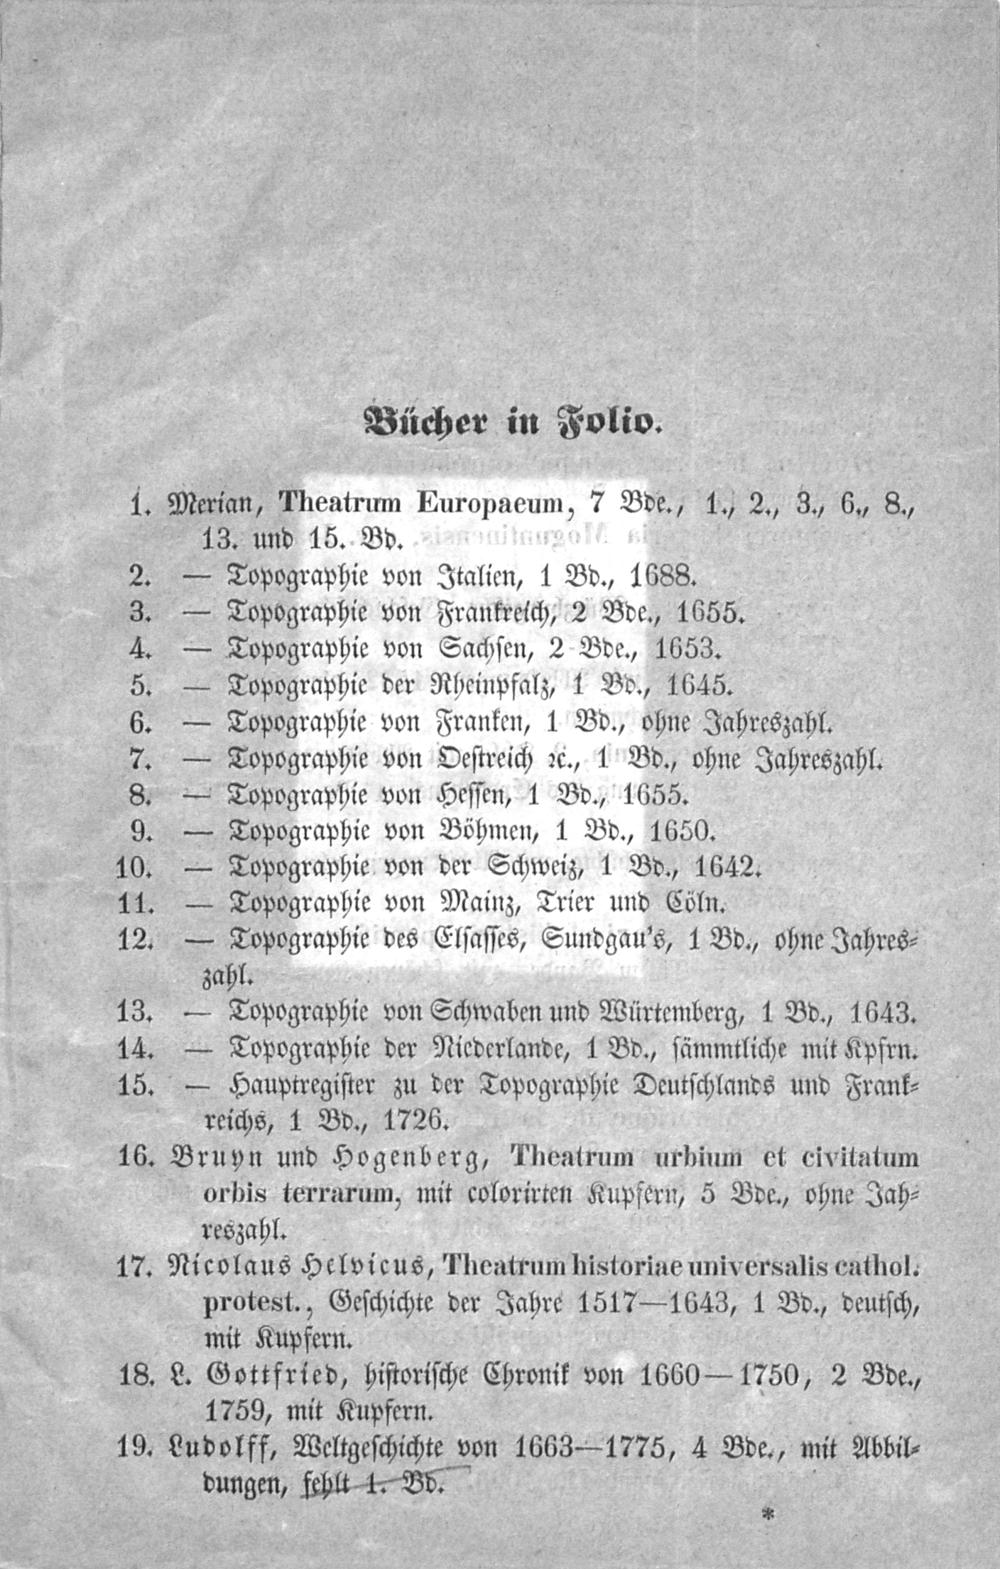 Bücher in Folio.
1. Merian, Theatrum Europaeum, 7 Bde., 1., 2., 3., 6., 8.,
13. und 15. Bd.
2. — Topographie von Italien, 1 Bd., 1688.
3. — Topographie von Frankreich, 2 Bde., 1655.
4. — Topographie von Sachsen, 2 Bde., 1653.
5. — Topographie der Rheinpfalz, 1 Bd., 1645.
6. — Topographie von Franken, 1 Bd., ohne Jahreszahl.
7. — Topographie von Oestreich ꝛc., 1 Bd., ohne Jahreszahl.
8. — Topographie von Hessen, 1 Bd., 1655.
9. — Topographie von Böhmen, 1 Bd., 1650.
10. — Topographie von der Schweiz, 1 Bd., 1642.
11. — Topographie von Mainz, Trier und Cöln.
12. — Topographie des Elsasses, Sundgau's, 1 Bd., ohne Jahres-
zahl.
13. — Topographie von Schwaben und Würtemberg, 1 Bd., 1643.
14. — Topographie der Niederlande, 1 Bd., sämmtliche mit Kpfrn.
15. — Hauptregister zu der Topographie Deutschlands und Frank-
reichs, 1 Bd., 1726.
16. Bruyn und Hogenberg, Theatrum urbium et civitatum
orbis terrarum, mit colorirten Kupfern, 5 Bde., ohne Jah-
reszahl.
17. Nicolaus Helvicus, Theatrum historiae universalis cathol.
protest., Geschichte der Jahre 1517—1643, 1 Bd., deutsch,
mit Kupfern.
18. L. Gottfried, historische Chronik von 1660—1750, 2 Bde.,
1759, mit Kupfern.
19. Ludolff, Weltgeschichte von 1663—1775, 4 Bde., mit Abbil-
dungen, fehlt 1. Bd.
*